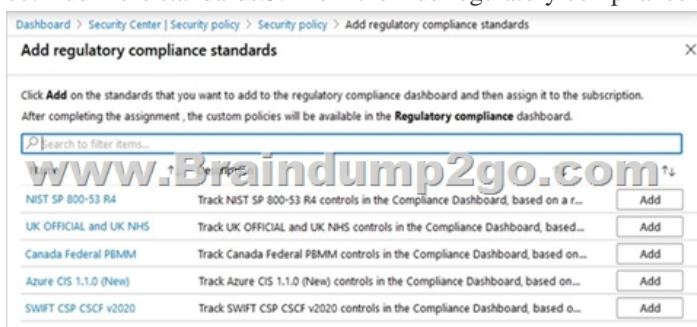 Dashboard > Security Center | Security policy > Security policy > Add regulatory compliance standards
Add regulatory compliance standards
Click Add on the standards that you want to add to the regulatory compliance dashboard and then assign it to the subscription.
After completing the assignment , the custom policies will be available in the Regulatory compliance dashboard.
Search to filter items...
www.Braindump2go.com
NIST SP 800-53 R4 Track NIST SP 800-53 R4 controls in the Compliance Dashboard, based on a r... Add
UK OFFICIAL and UK NHS Track UK OFFICIAL and UK NHS controls in the Compliance Dashboard, based... Add
Canada Federal PBMM Track Canada Federal PBMM controls in the Compliance Dashboard, based on... Add
Azure CIS 1.1.0 (New) Track Azure CIS 1.1.0 (New) controls in the Compliance Dashboard, based on... Add
SWIFT CSP CSCF v2020 Track SWIFT CSP CSCF v2020 controls in the Compliance Dashboard, based o... Add